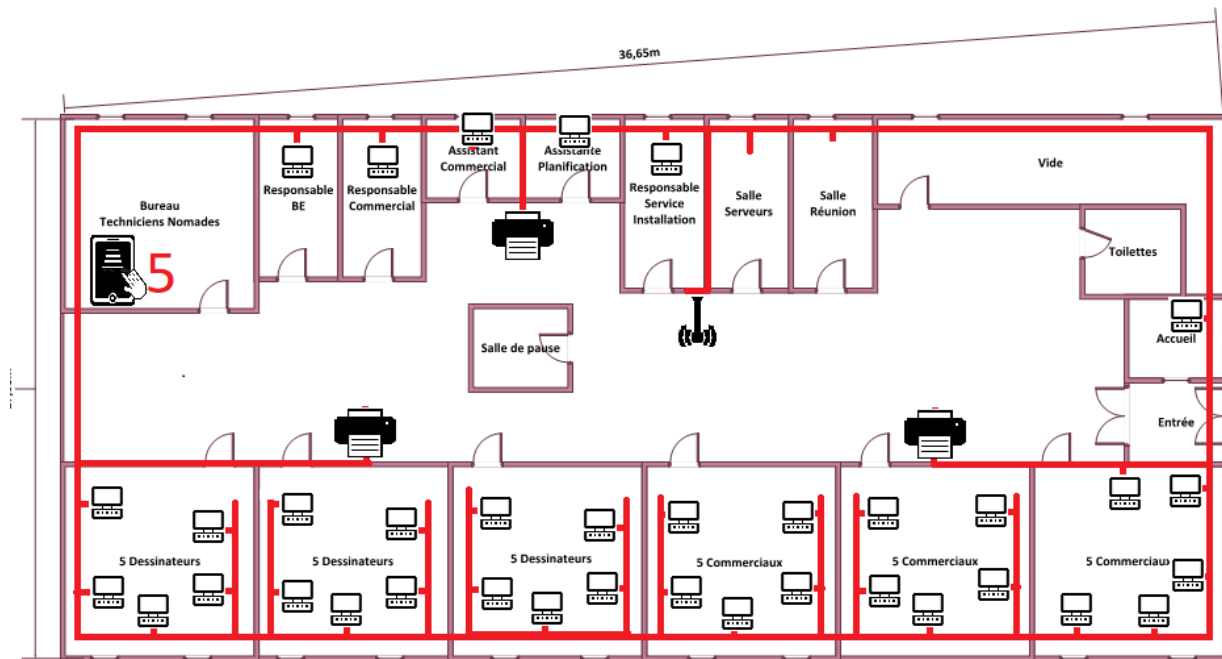 36,65m
Assistant
Commercial
Assistante
Planification
Vide
Bureau
Techniciens Nomades
Responsable
BE
Responsable
Commercial
Responsable
Service
Installation
Salle
Serveurs
Salle
Réunion
Toilettes
5
Salle de pause
Accueil
Entrée
5 Dessinateurs
5 Dessinateurs
5 Dessinateurs
5 Commerciaux
5 Commerciaux
5 Commerciaux